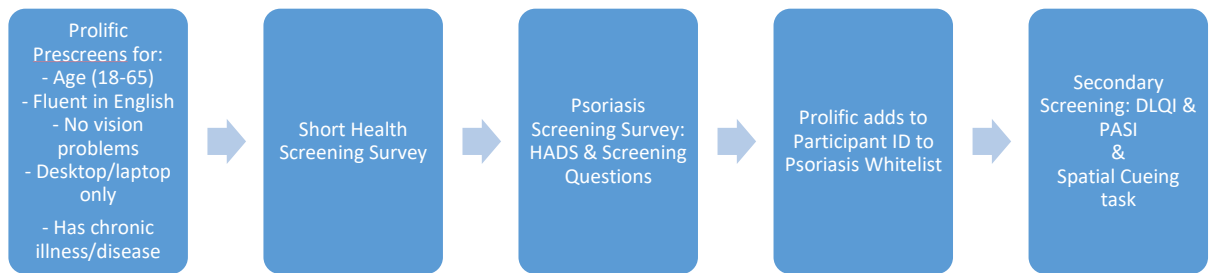 Prolific
Prescreens for:
- Age (18-65)
- Fluent in English
- No vision
problems
- Desktop/laptop
only
- Has chronic
illness/disease
Short Health
Screening Survey
Psoriasis
Screening Survey:
HADS & Screening
Questions
Prolific adds to
Participant ID to
Psoriasis Whitelist
Secondary
Screening: DLQI &
PASI
&
Spatial Cueing
task